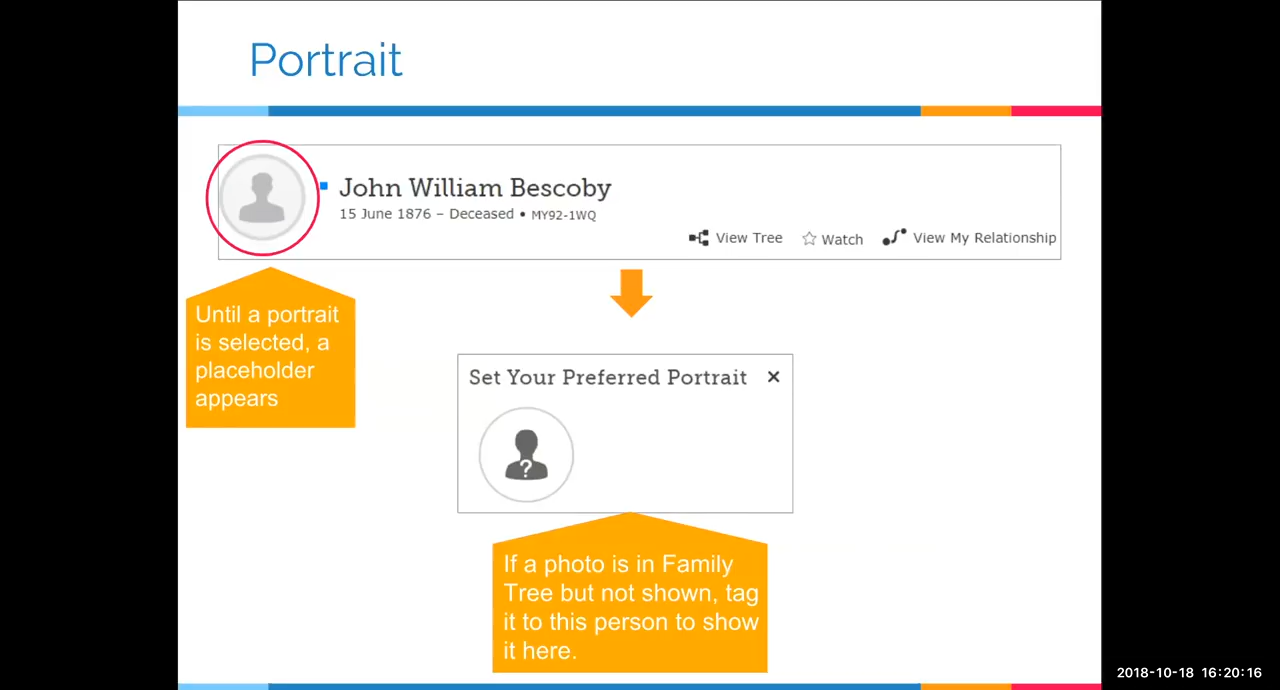 Portrait
John William Bescoby
15 June 1876 – Deceased • MY92-1WQ
View Tree Watch View My Relationship
Until a portrait
is selected, a
placeholder
appears
Set Your Preferred Portrait ×
?
If a photo is in Family
Tree but not shown, tag
it to this person to show
it here.
2018-10-18 16:20:16